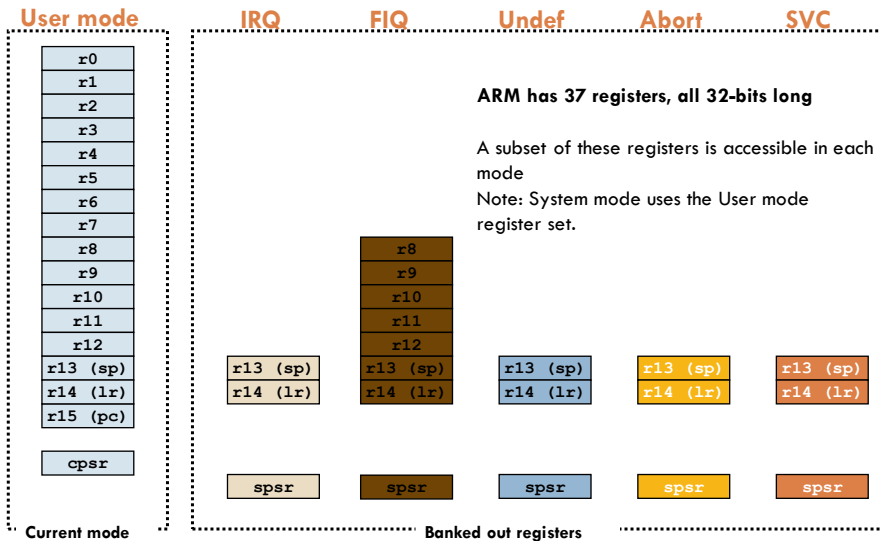 User mode
IRQ
FIQ
Undef
Abort
SVC
r0
r1
r2
r3
r4
r5
r6
r7
r8
r9
r10
r11
r12
r13 (sp)
r14 (lr)
r15 (pc)
cpsr
Current mode
r13 (sp)
r14 (lr)
spsr
r8
r9
r10
r11
r12
r13 (sp)
r14 (lr)
spsr
ARM has 37 registers, all 32-bits long
A subset of these registers is accessible in each
mode
Note: System mode uses the User mode
register set.
r13 (sp)
r14 (lr)
spsr
r13 (sp)
r14 (lr)
spsr
r13 (sp)
r14 (lr)
spsr
Banked out registers